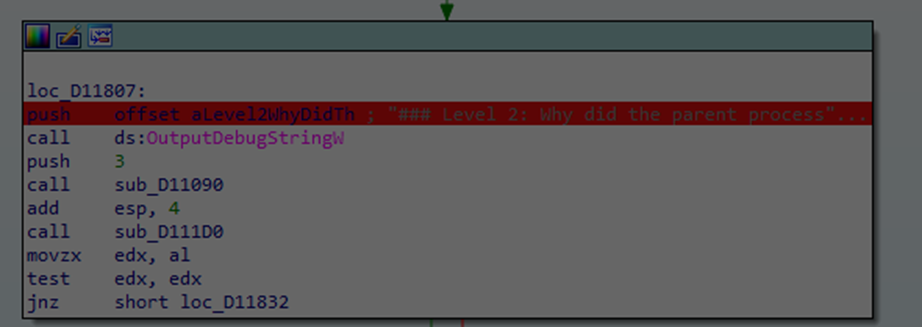 loc_D11807:
push offset aLevel2WhyDidTh ; "### Level 2: Why did the parent process"...
call ds:OutputDebugStringW
push 3
call sub_D11090
add esp, 4
call sub_D111D0
movzx edx, al
test edx, edx
jnz short loc_D11832